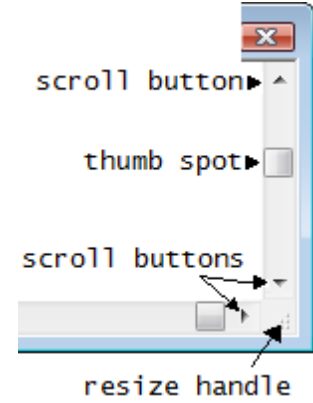 scroll button
thumb spot
scroll buttons
resize handle